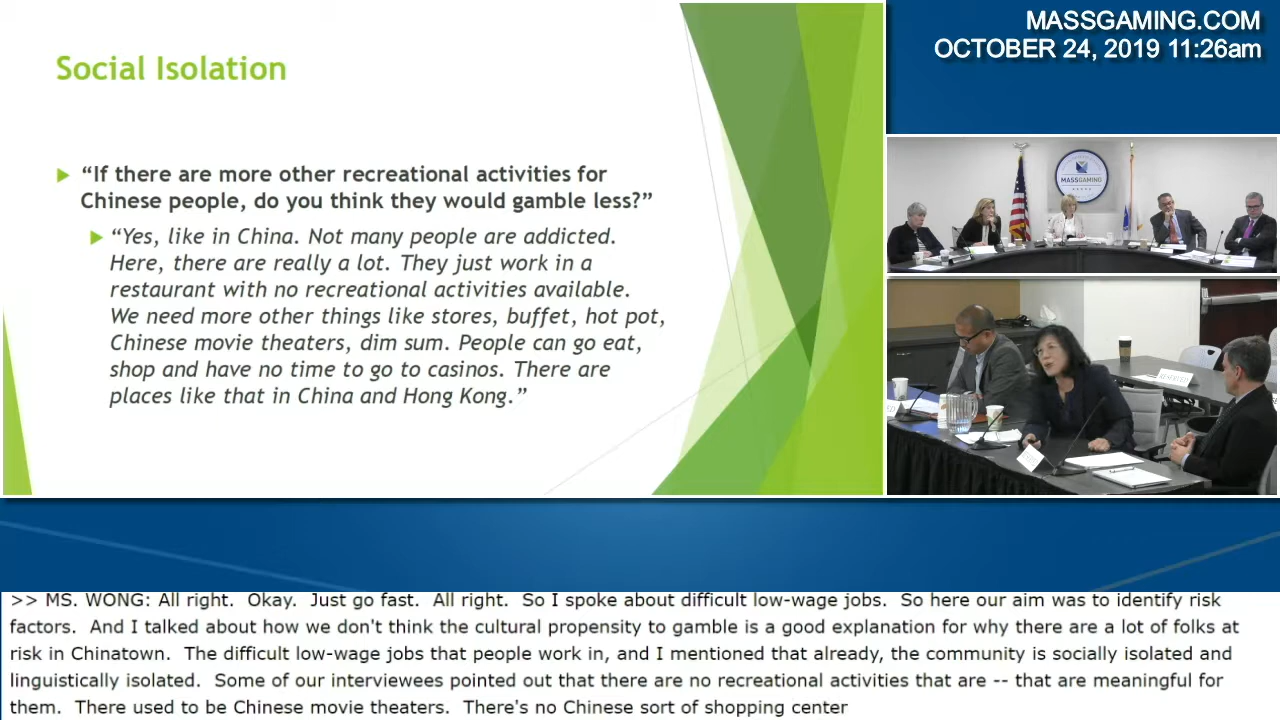 MASSGAMING.COM
OCTOBER 24, 2019 11:26am
Social Isolation
“If there are more other recreational activities for
Chinese people, do you think they would gamble less?”
“Yes, like in China. Not many people are addicted.
Here, there are really a lot. They just work in a
restaurant with no recreational activities available.
We need more other things like stores, buffet, hot pot,
Chinese movie theaters, dim sum. People can go eat,
shop and have no time to go to casinos. There are
places like that in China and Hong Kong.”
MASSGAMING
RESERVED
>> MS. WONG: All right.  Okay.  Just go fast.  All right.  So I spoke about difficult low-wage jobs.  So here our aim was to identify risk
factors.  And I talked about how we don't think the cultural propensity to gamble is a good explanation for why there are a lot of folks at
risk in Chinatown.  The difficult low-wage jobs that people work in, and I mentioned that already, the community is socially isolated and
linguistically isolated.  Some of our interviewees pointed out that there are no recreational activities that are -- that are meaningful for
them.  There used to be Chinese movie theaters.  There's no Chinese sort of shopping center